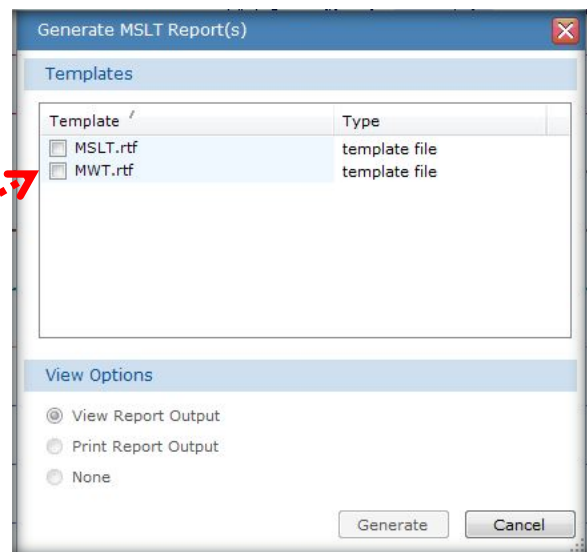 Generate MSLT Report(s)
Templates
Template Type
MSLT.rtf template file
MWT.rtf template file
View Options
View Report Output
Print Report Output
None
Generate Cancel